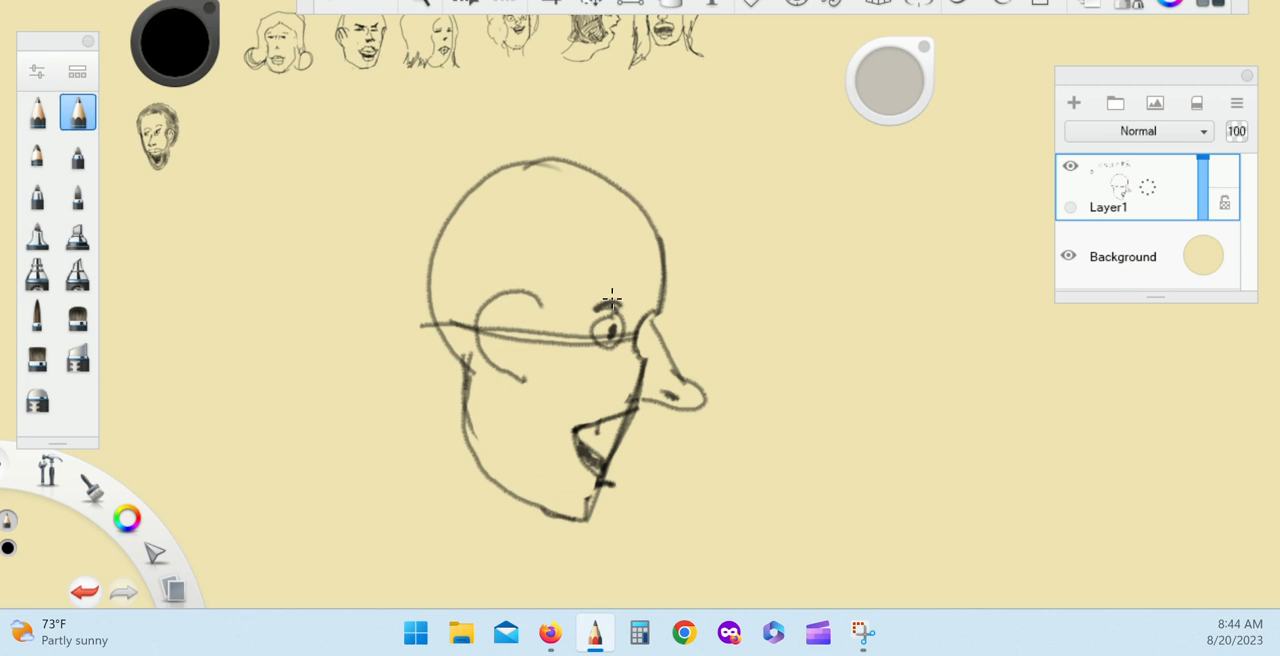 Normal
100
Layer1
Background
73°F
Partly sunny
8:44 AM
8/20/2023